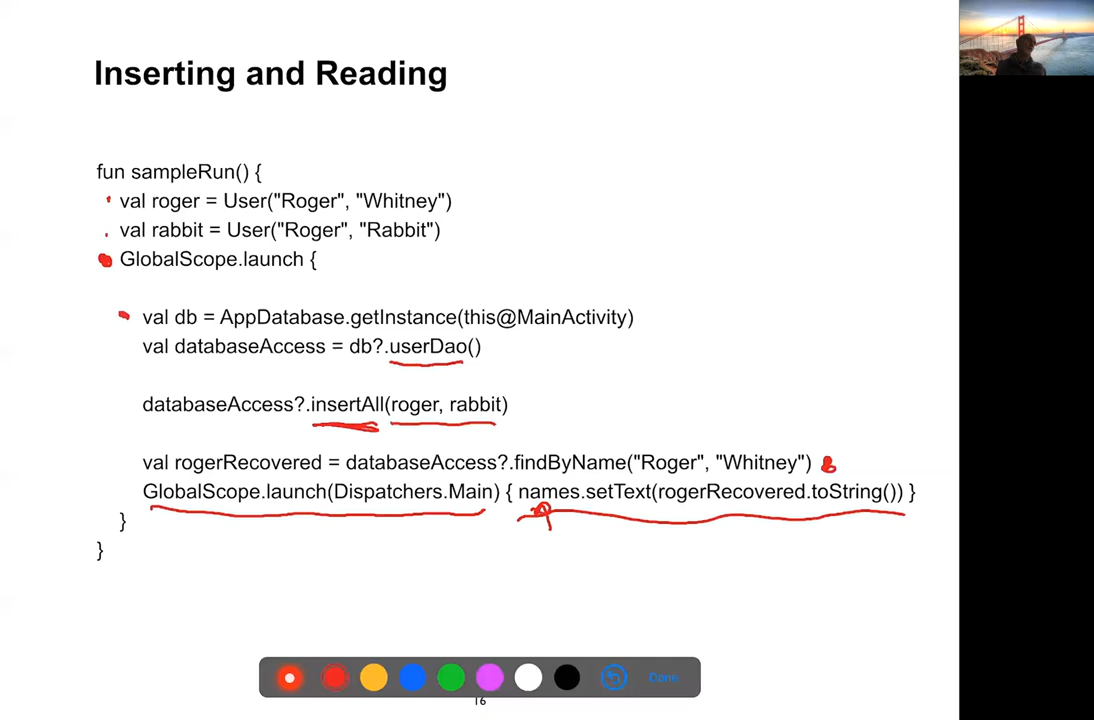 Inserting and Reading
fun sampleRun() {
val roger = User("Roger", "Whitney")
val rabbit = User("Roger", "Rabbit")
GlobalScope.launch {
val db = AppDatabase.getInstance(this@MainActivity)
val databaseAccess = db?.userDao()
databaseAccess?.insertAll(roger, rabbit)
val rogerRecovered = databaseAccess?.findByName("Roger", "Whitney")
GlobalScope.launch(Dispatchers.Main) { names.setText(rogerRecovered.toString()) }
}
}
Done
16